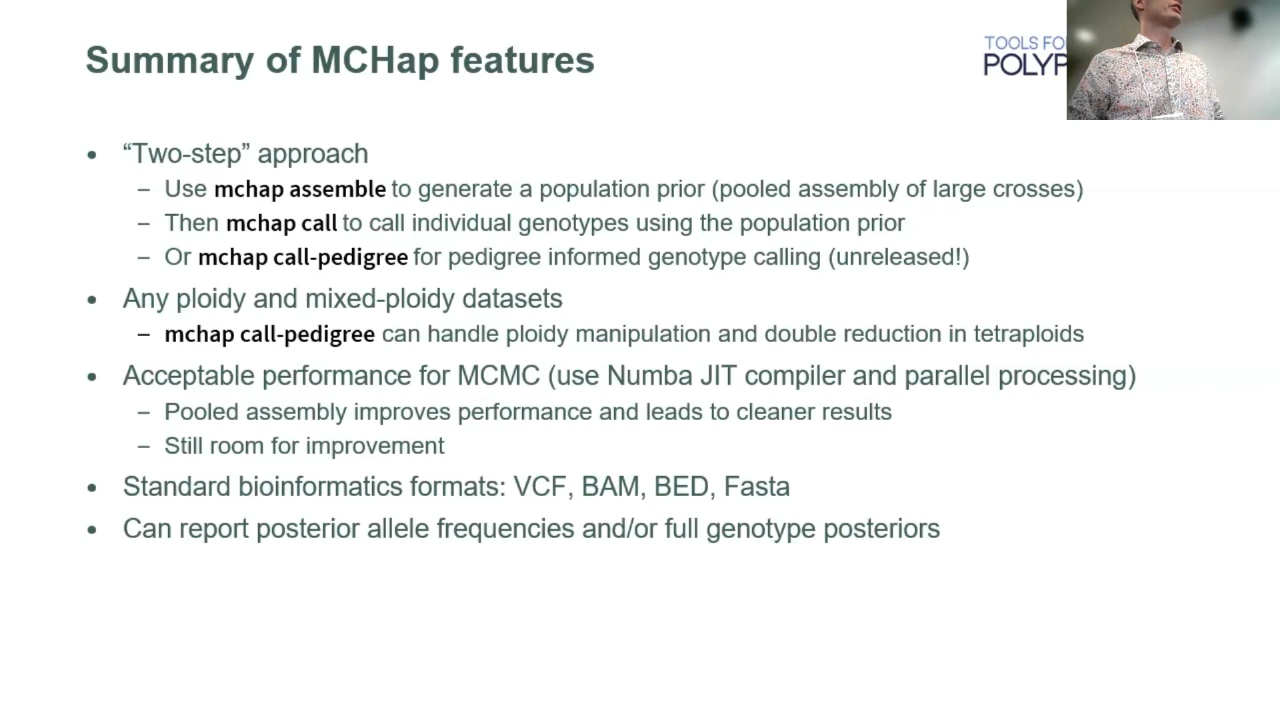 Summary of MCHap features
TOOLS FO
POLYP
• “Two-step” approach
– Use mchap assemble to generate a population prior (pooled assembly of large crosses)
– Then mchap call to call individual genotypes using the population prior
– Or mchap call-pedigree for pedigree informed genotype calling (unreleased!)
• Any ploidy and mixed-ploidy datasets
– mchap call-pedigree can handle ploidy manipulation and double reduction in tetraploids
• Acceptable performance for MCMC (use Numba JIT compiler and parallel processing)
– Pooled assembly improves performance and leads to cleaner results
– Still room for improvement
• Standard bioinformatics formats: VCF, BAM, BED, Fasta
• Can report posterior allele frequencies and/or full genotype posteriors